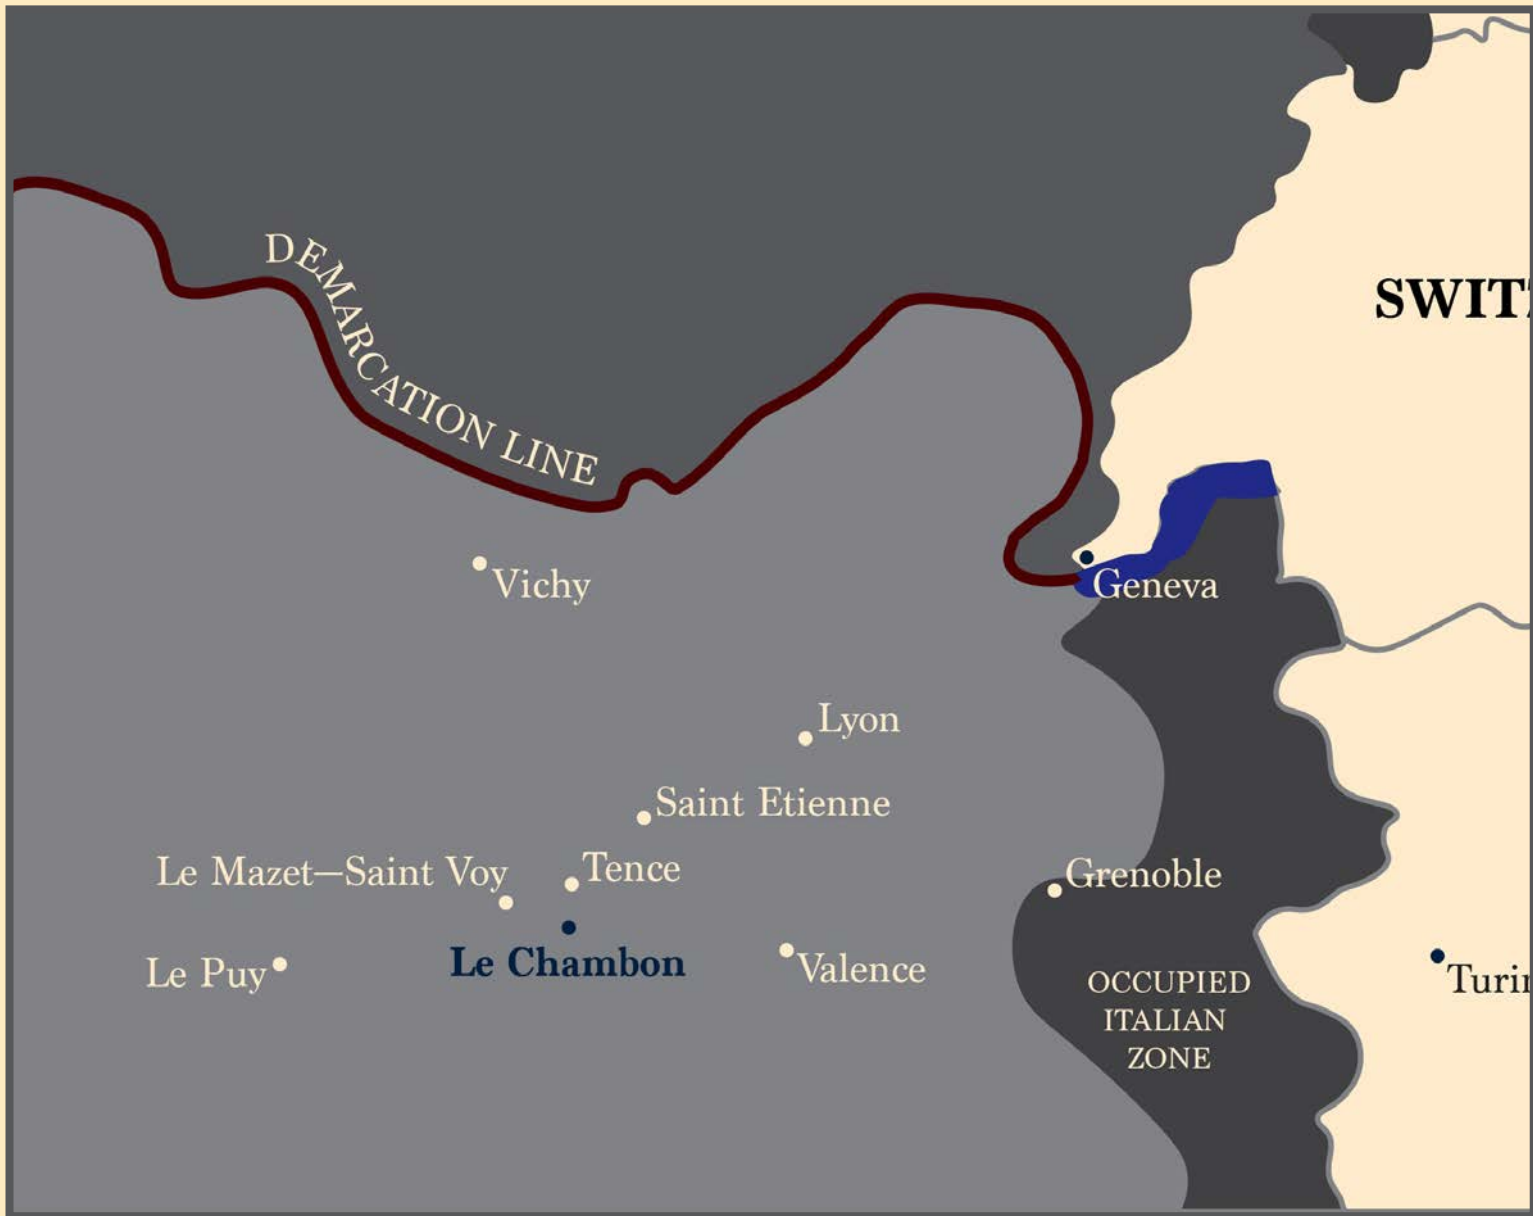 DEMARCATION LINE
SWIT
Vichy
Geneva
Lyon
Saint Etienne
Le Mazet—Saint Voy
Tence
Grenoble
Le Chambon
Le Puy
Valence
OCCUPIED
ITALIAN
ZONE
Turin